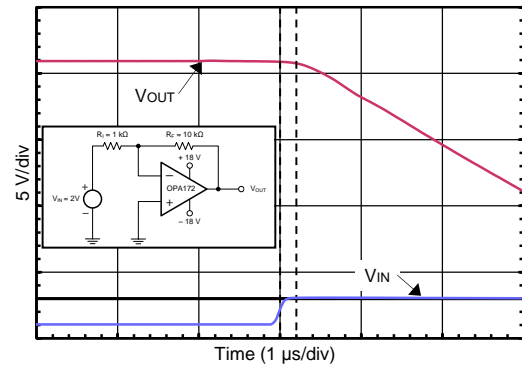 5 V/div
VOUT
R₁ = 1 kΩ
RF = 10 kΩ
+ 18 V
−
OPA172
+
VOUT
+
VIN = 2V
−
− 18 V
VIN
Time (1 μs/div)